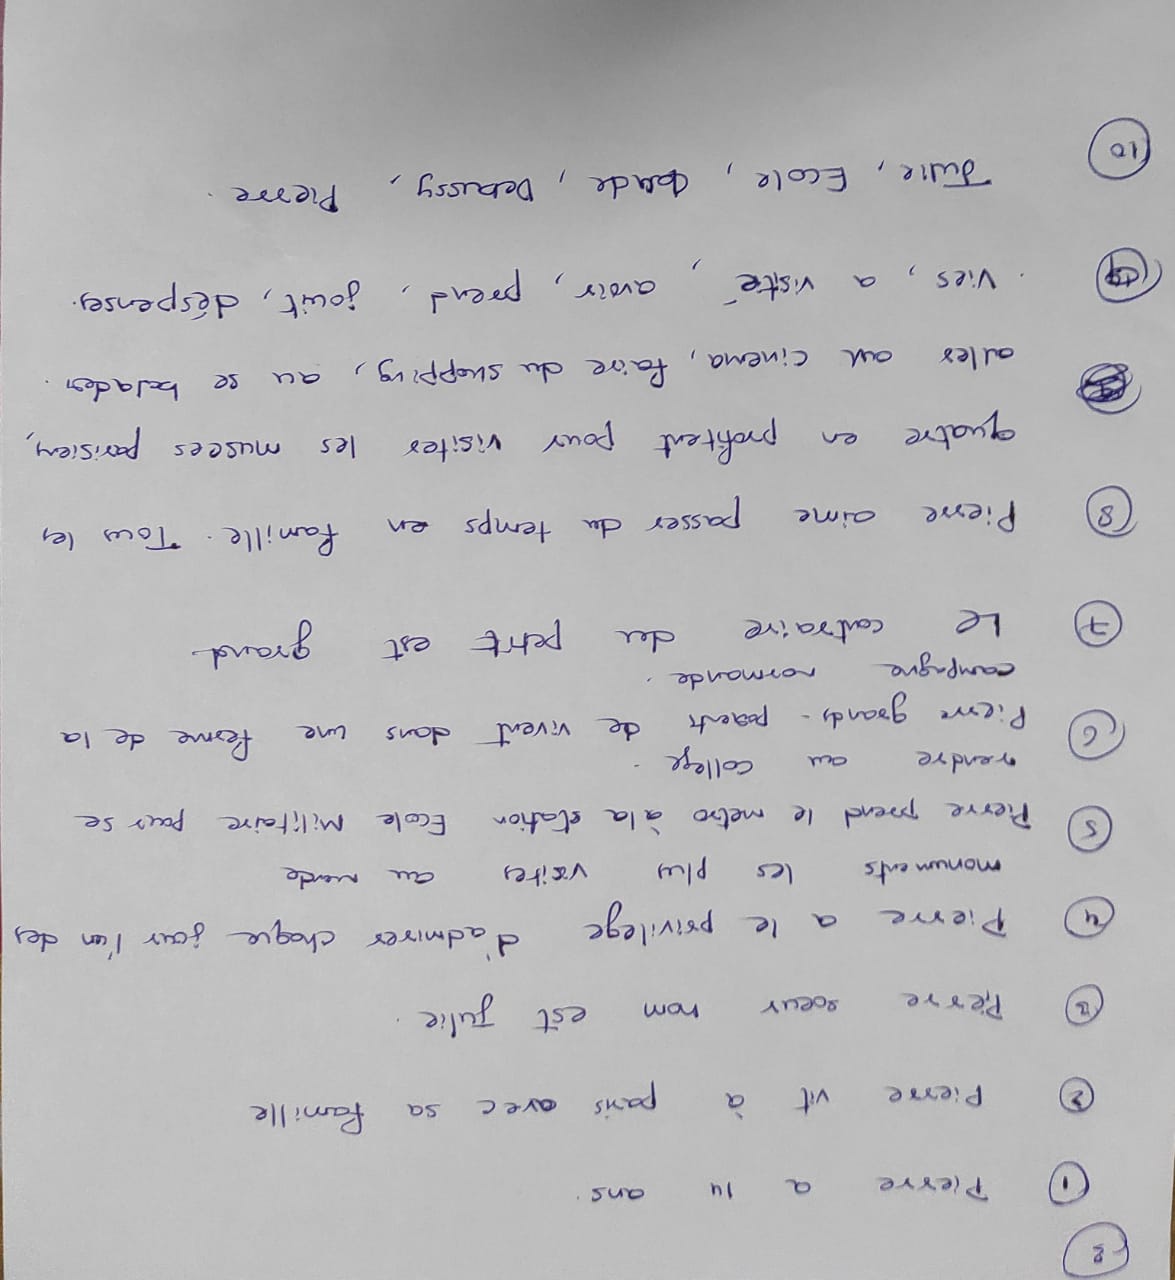 2
① Pierre a 14 ans.
② Pierre vit à paris avec sa famille
③ Pierre soeur nom est Julie.
④ Pierre a le privilege d'admirer chaque jour l'un des
monuments les plus visites au monde
⑤ Pierre prend le metro à la station Ecole Militaire pour se
rendre au college.
⑥ Pierre grands-parents de vivent dans une ferme de la
campagne normande.
⑦ Le contraire du petit est grand.
⑧ Pierre aime passer du temps en famille. Tous les
quatre en profitent pour visiter les musees parisiens,
aller au cinema, faire du shopping, au se balader.
⑨ Vies, a visité, avoir, prend, jouit, déspenses.
⑩ Julie, Ecole, Debussy, Pierre.